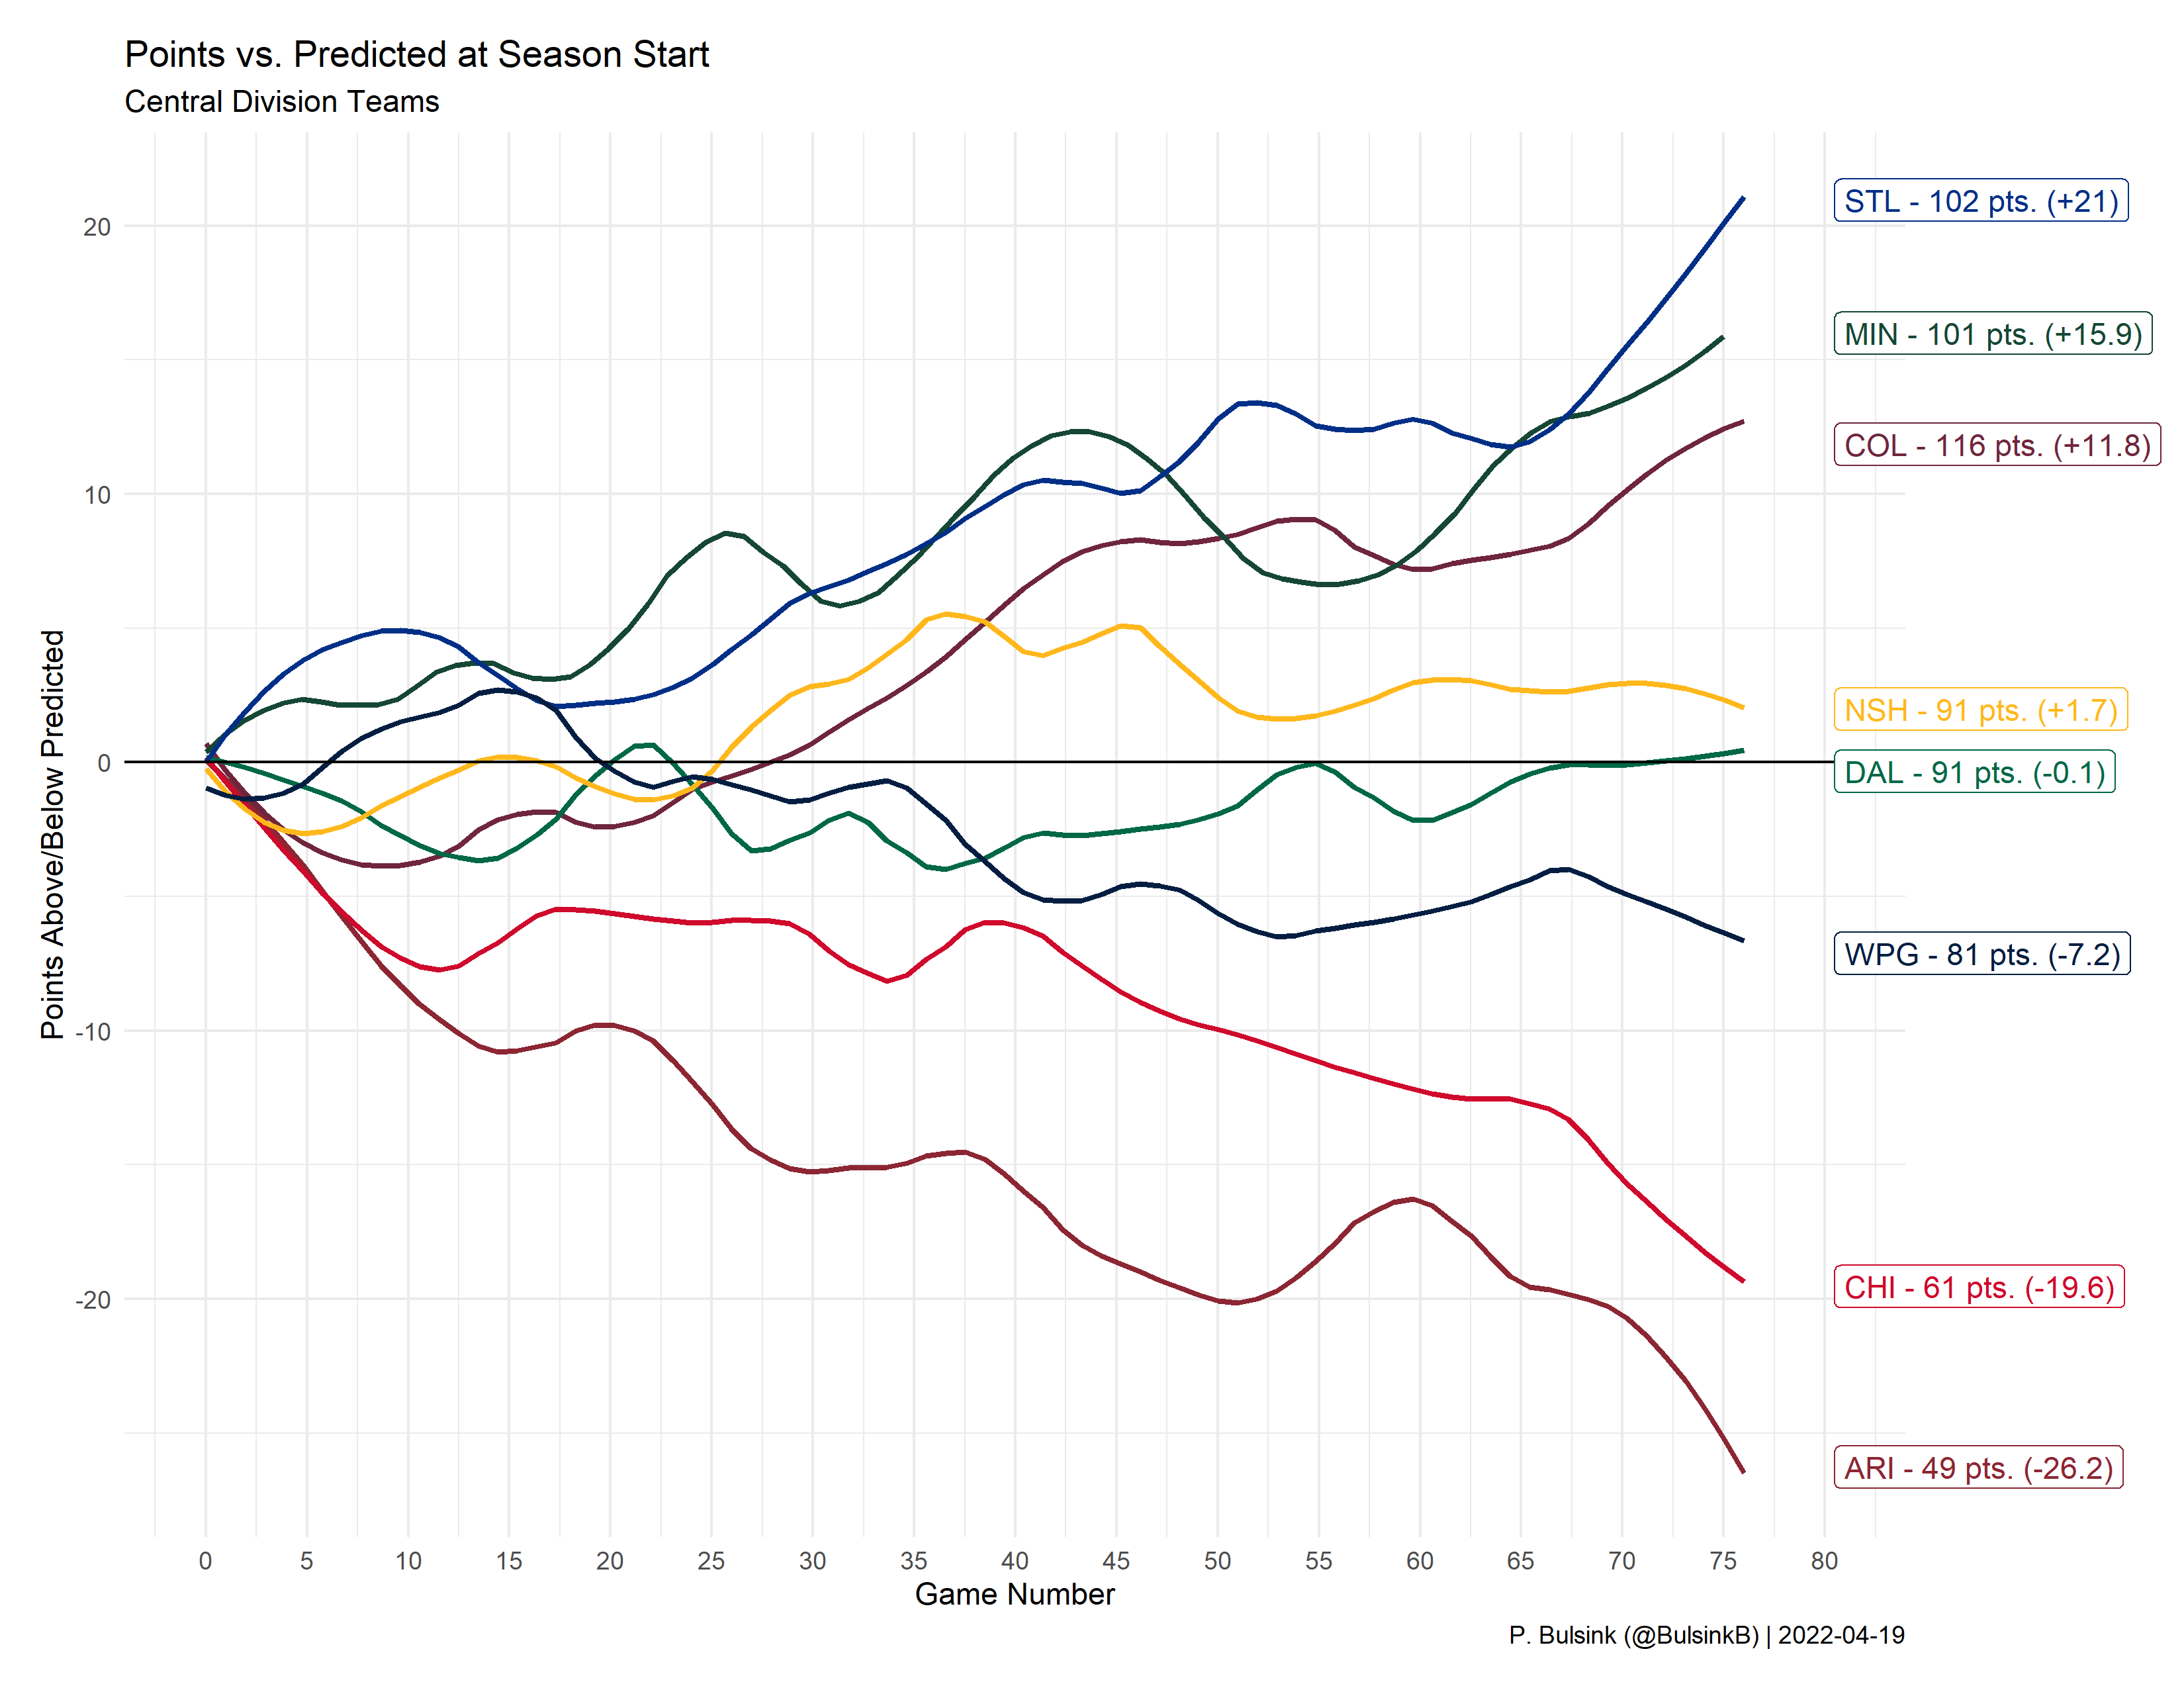 Points vs. Predicted at Season Start
Central Division Teams
Points Above/Below Predicted
20
10
0
-10
-20
STL - 102 pts. (+21)
MIN - 101 pts. (+15.9)
COL - 116 pts. (+11.8)
NSH - 91 pts. (+1.7)
DAL - 91 pts. (-0.1)
WPG - 81 pts. (-7.2)
CHI - 61 pts. (-19.6)
ARI - 49 pts. (-26.2)
0 5 10 15 20 25 30 35 40 45 50 55 60 65 70 75 80
Game Number
P. Bulsink (@BulsinkB) | 2022-04-19